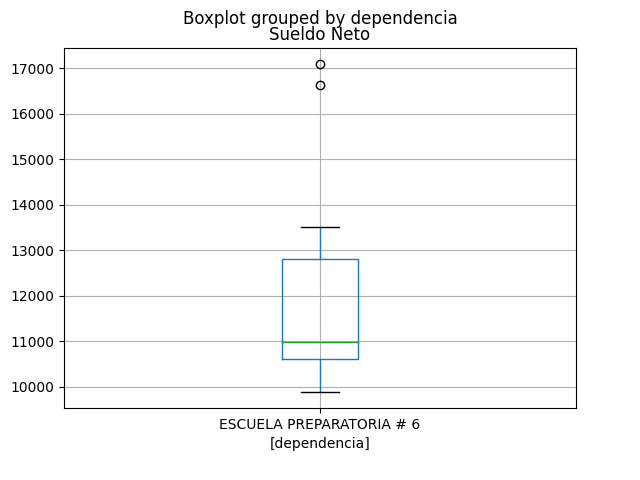 Boxplot grouped by dependencia
Sueldo Neto
17000
16000
15000
14000
13000
12000
11000
10000
ESCUELA PREPARATORIA # 6
[dependencia]